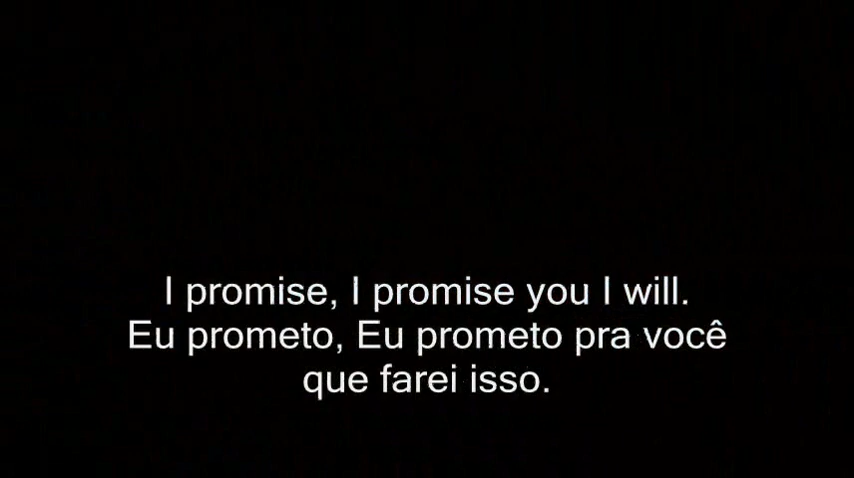 I promise, I promise you I will.
Eu prometo, Eu prometo pra você
que farei isso.